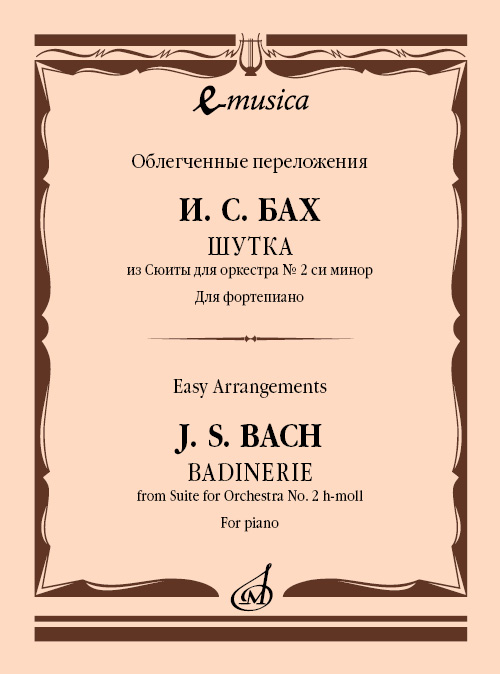 e-musica
Облегченные переложения
И. С. БАХ
ШУТКА
из Сюиты для оркестра № 2 си минор
Для фортепиано
Easy Arrangements
J. S. BACH
BADINERIE
from Suite for Orchestra No. 2 h-moll
For piano